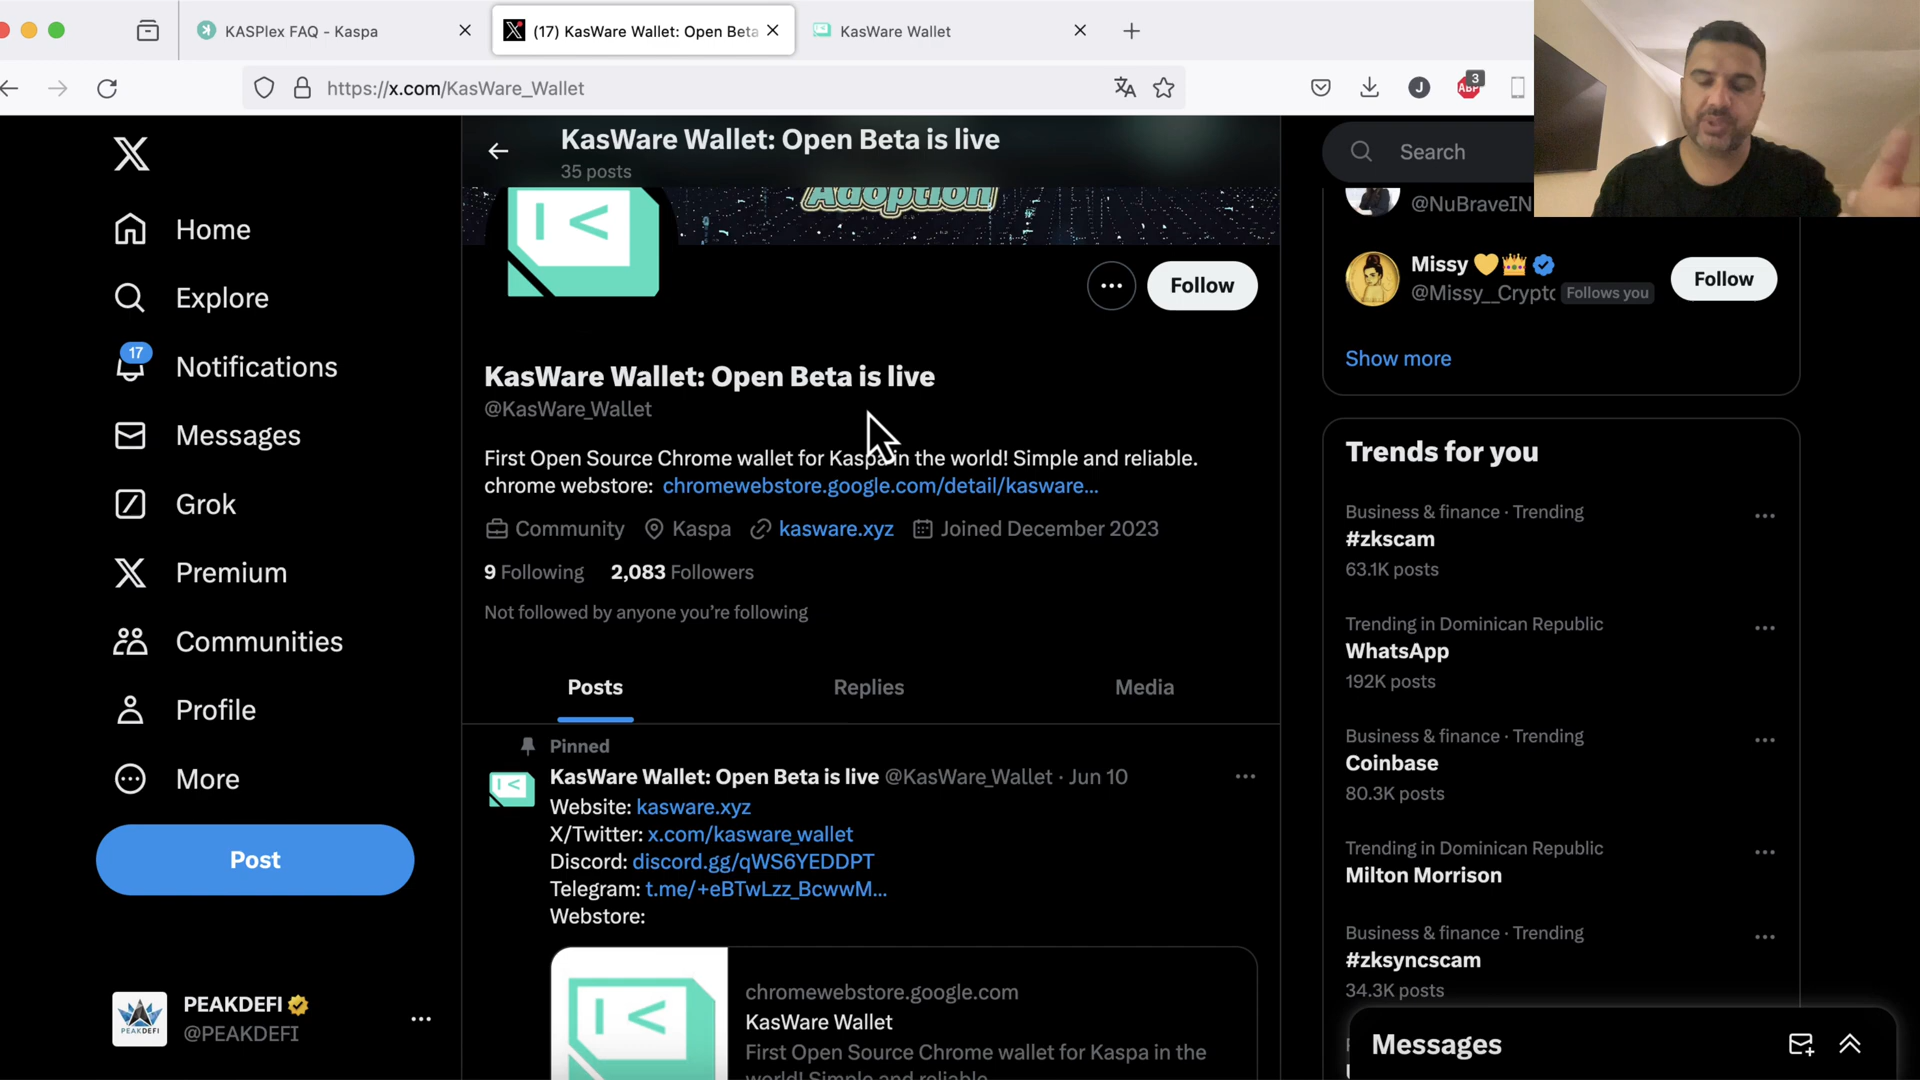 KASPlex FAQ - Kaspa
(17) KasWare Wallet: Open Beta
KasWare Wallet
https://x.com/KasWare_Wallet
J
3
ABP
KasWare Wallet: Open Beta is live
35 posts
Adoption
Home
Explore
17
Notifications
Messages
Grok
Premium
Communities
Profile
More
Post
PEAKDEFI
@PEAKDEFI
PEAKDEFI
Follow
KasWare Wallet: Open Beta is live
@KasWare_Wallet
First Open Source Chrome wallet for Kaspa in the world! Simple and reliable.
chrome webstore: chromewebstore.google.com/detail/kasware...
Community Kaspa kasware.xyz Joined December 2023
9 Following 2,083 Followers
Not followed by anyone you're following
Posts Replies Media
Pinned
KasWare Wallet: Open Beta is live @KasWare_Wallet · Jun 10
Website: kasware.xyz
X/Twitter: x.com/kasware_wallet
Discord: discord.gg/qWS6YEDDPT
Telegram: t.me/+eBTwLzz_BcwwM...
Webstore:
chromewebstore.google.com
KasWare Wallet
First Open Source Chrome wallet for Kaspa in the
world! Simple and reliable.
Search
@NuBraveIN
Missy
@Missy__Crypto Follows you
Follow
Show more
Trends for you
Business & finance · Trending
#zkscam
63.1K posts
Trending in Dominican Republic
WhatsApp
192K posts
Business & finance · Trending
Coinbase
80.3K posts
Trending in Dominican Republic
Milton Morrison
Business & finance · Trending
#zksyncscam
34.3K posts
Messages